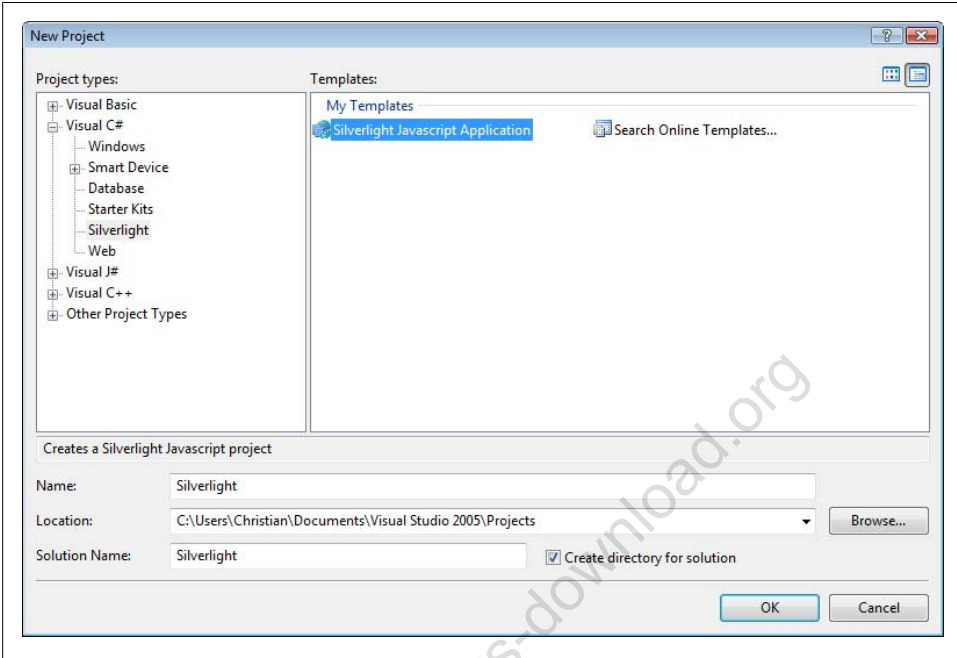 New Project
Project types:
Templates:
Visual Basic
Visual C#
Windows
Smart Device
Database
Starter Kits
Silverlight
Web
Visual J#
Visual C++
Other Project Types
My Templates
Silverlight Javascript Application
Search Online Templates...
Creates a Silverlight Javascript project
Name:
Silverlight
Location:
C:\Users\Christian\Documents\Visual Studio 2005\Projects
Browse...
Solution Name:
Silverlight
Create directory for solution
OK
Cancel
s-download.org